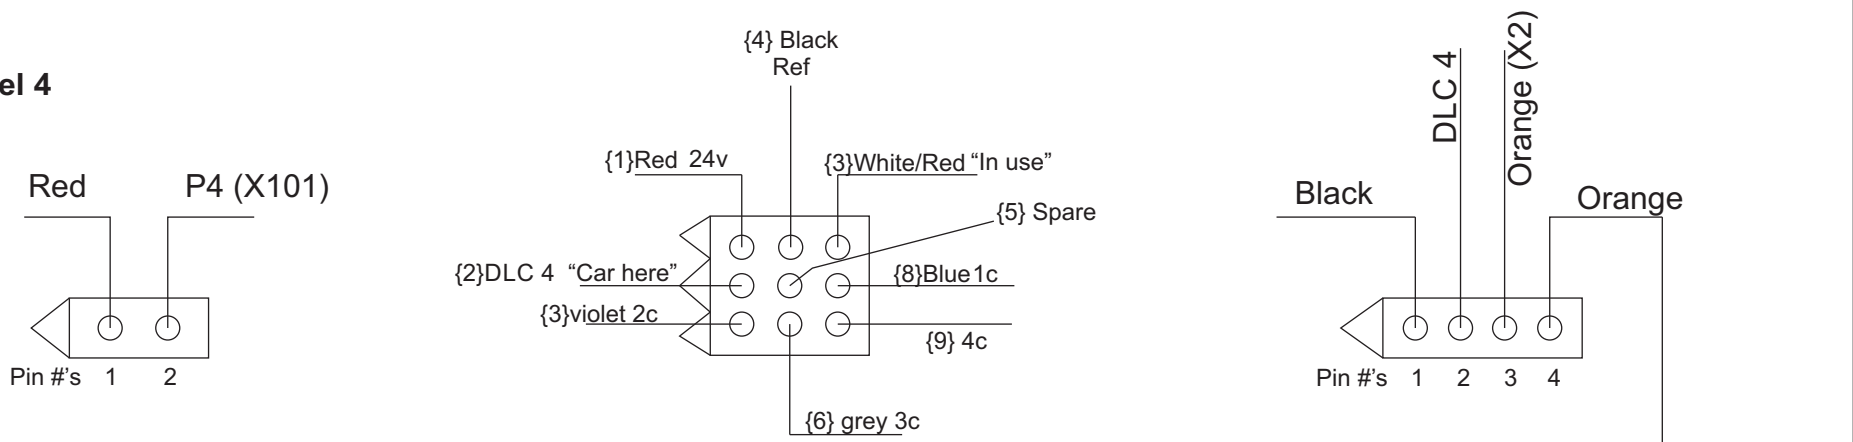 el 4
Red
P4 (X101)
Pin #'s 1 2
{4} Black
Ref
{1}Red 24v
{3}White/Red “In use”
{5} Spare
{2}DLC 4 “Car here”
{8}Blue1c
{3}violet 2c
{9} 4c
{6} grey 3c
DLC 4
Orange (X2)
Black
Orange
Pin #'s 1 2 3 4